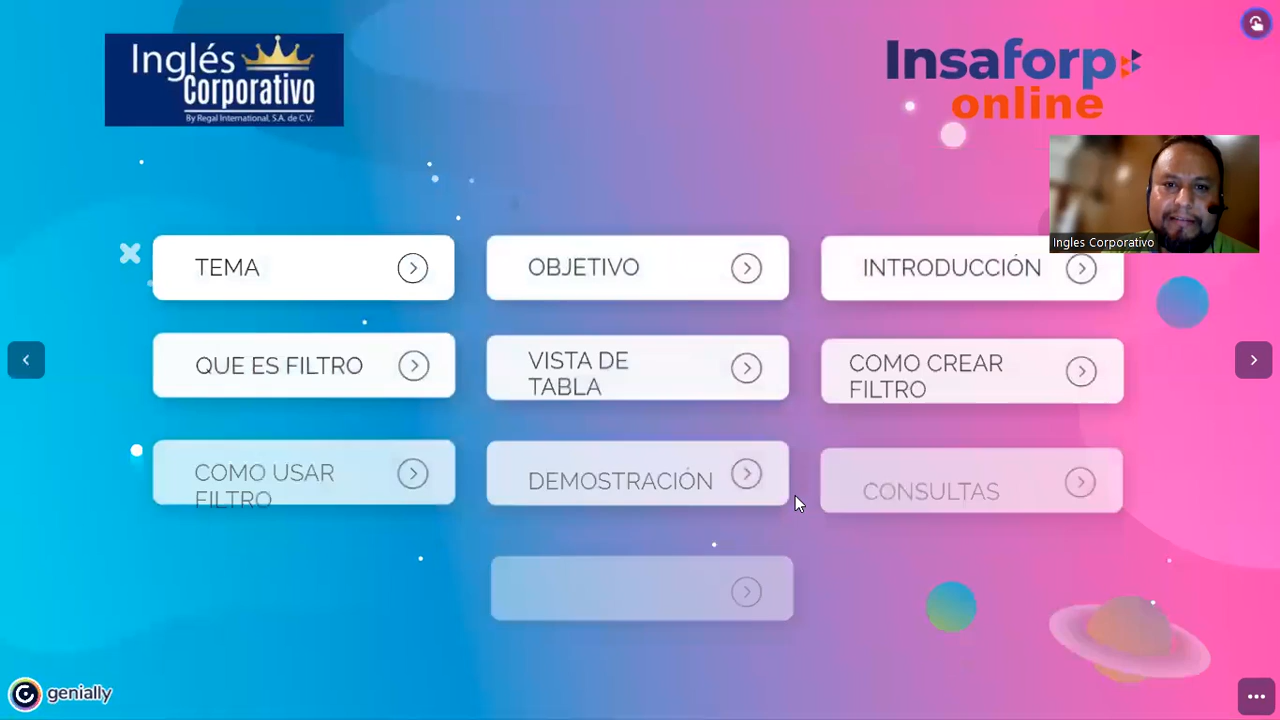 Inglés
Corporativo
By Regal International, S.A. de C.V.
Insaforp
online
Ingles Corporativo
TEMA
OBJETIVO
INTRODUCCIÓN
QUE ES FILTRO
VISTA DE
TABLA
COMO CREAR
FILTRO
COMO USAR
FILTRO
DEMOSTRACIÓN
CONSULTAS
genially